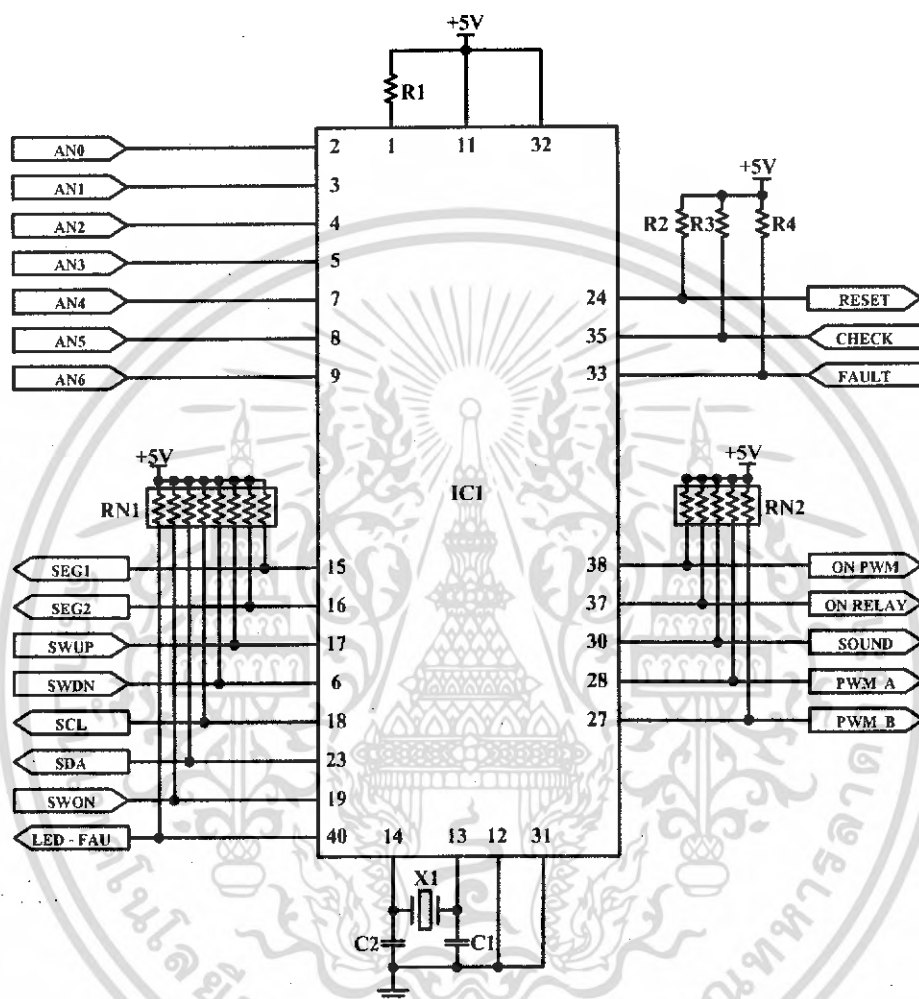 +5V
R1
AN0 2 1 11 32
AN1 3
AN2 4 +5V
R2 R3 R4
AN3 5
AN4 7 24 RESET
AN5 8 35 CHECK
AN6 9 33 FAULT
+5V +5V
RN1 IC1 RN2
SEG1 15 38 ON PWM
SEG2 16 37 ON RELAY
SWUP 17 30 SOUND
SWDN 6 28 PWM_A
SCL 18 27 PWM_B
SDA 23
SWON 19
LED - FAU 40 14 13 12 31
X1
C2 C1